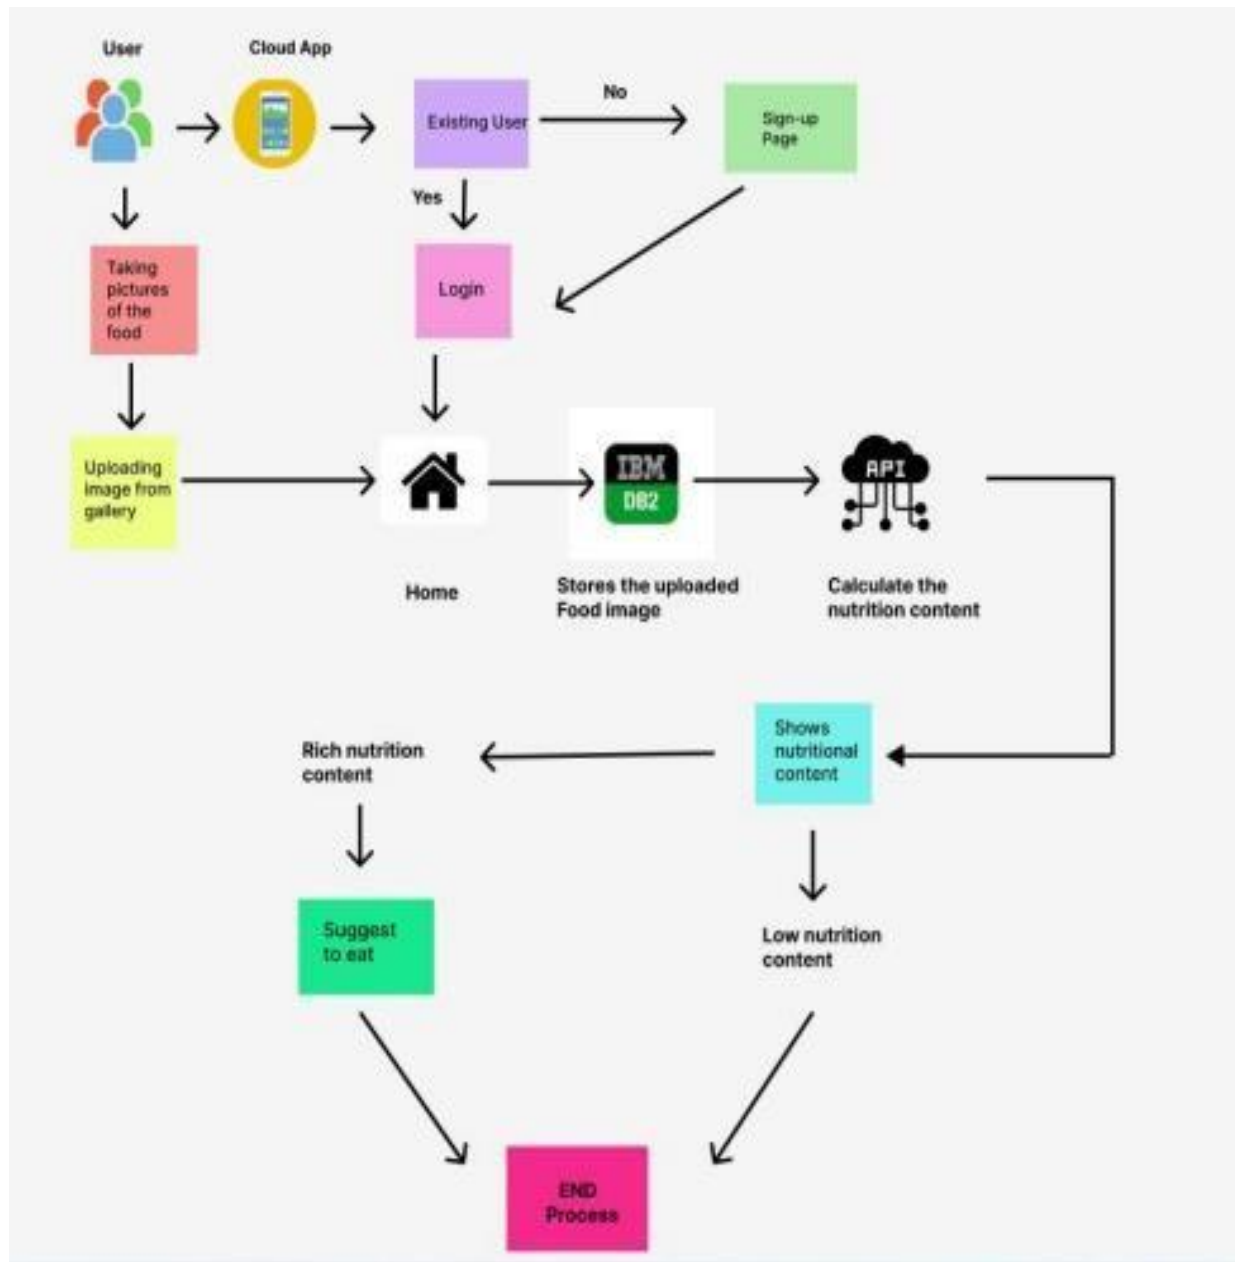 User
Cloud App
Existing User
No
Sign-up
Page
Yes
Taking
pictures
of the
food
Login
Uploading
image from
gallery
IBM
DB2
API
Home
Stores the uploaded
Food image
Calculate the
nutrition content
Rich nutrition
content
Shows
nutritional
content
Suggest
to eat
Low nutrition
content
END
Process